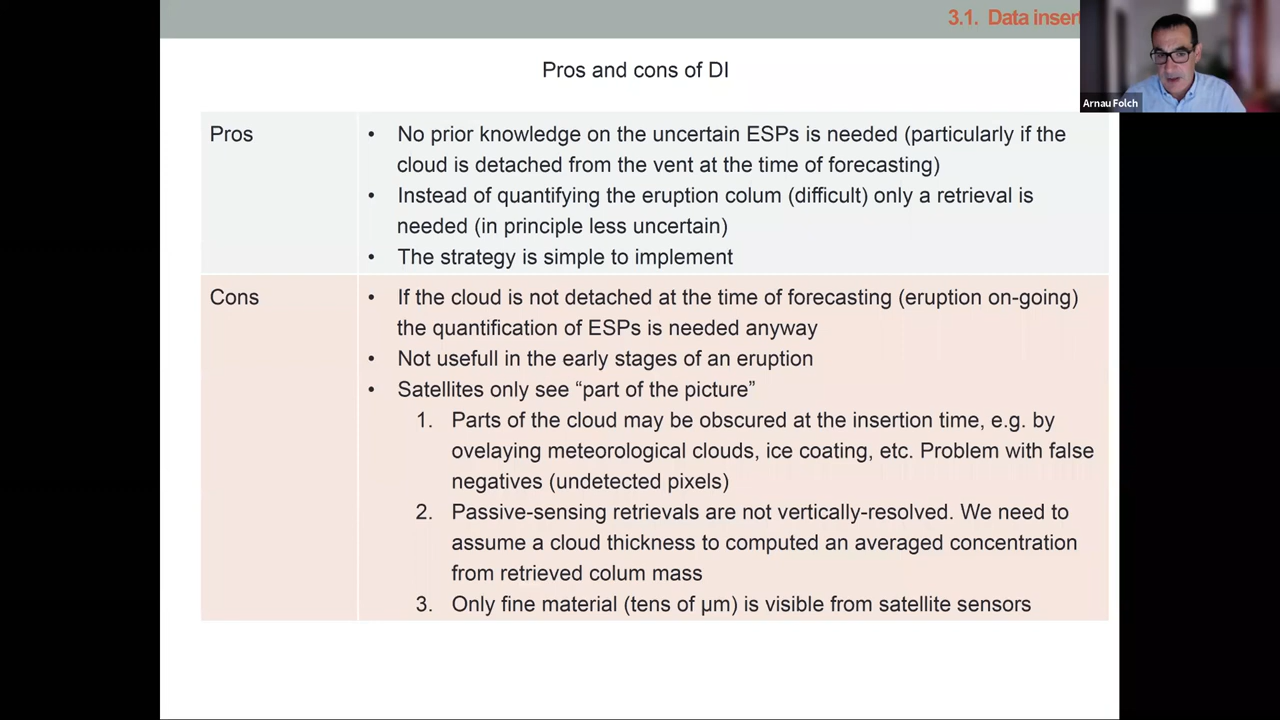 3.1. Data insert
Arnau Folch
Pros and cons of DI
Pros
• No prior knowledge on the uncertain ESPs is needed (particularly if the
cloud is detached from the vent at the time of forecasting)
• Instead of quantifying the eruption colum (difficult) only a retrieval is
needed (in principle less uncertain)
• The strategy is simple to implement
Cons
• If the cloud is not detached at the time of forecasting (eruption on-going)
the quantification of ESPs is needed anyway
• Not usefull in the early stages of an eruption
• Satellites only see “part of the picture”
1. Parts of the cloud may be obscured at the insertion time, e.g. by
ovelaying meteorological clouds, ice coating, etc. Problem with false
negatives (undetected pixels)
2. Passive-sensing retrievals are not vertically-resolved. We need to
assume a cloud thickness to computed an averaged concentration
from retrieved colum mass
3. Only fine material (tens of µm) is visible from satellite sensors